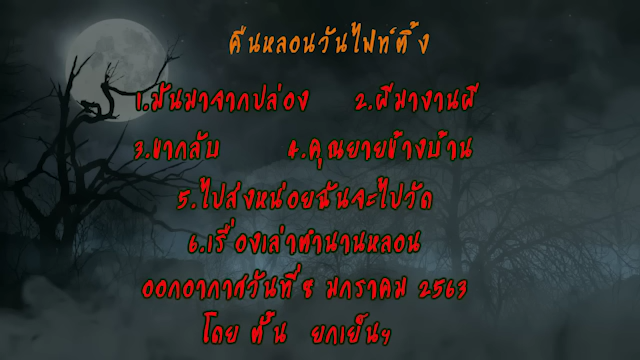 คืนหลอนวันไฟท์ติ้ง
1.มันมาจากปล่อง 2.ผีมางานผี
3.ขากลับ 4.คุณยายข้างบ้าน
5.ไปส่งหน่อยฉันจะไปวัด
6.เรื่องเล่าตำนานหลอน
ออกอากาศวันที่ 8 มกราคม 2563
โดย ตั้น ยกเย็นๆ